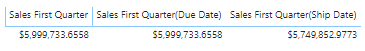 Sales First Quarter Sales First Quarter(Due Date) Sales First Quarter(Ship Date)
$5,999,733.6558 $5,999,733.6558 $5,749,852.9773